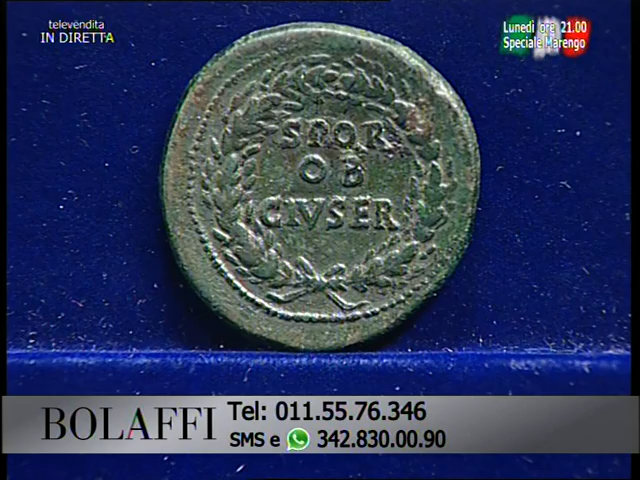 televendita
IN DIRETTA
Lunedì ore 21.00
Speciale Marengo
SPQR
OB
CIVSER
BOLAFFI
Tel: 011.55.76.346
SMS e 342.830.00.90